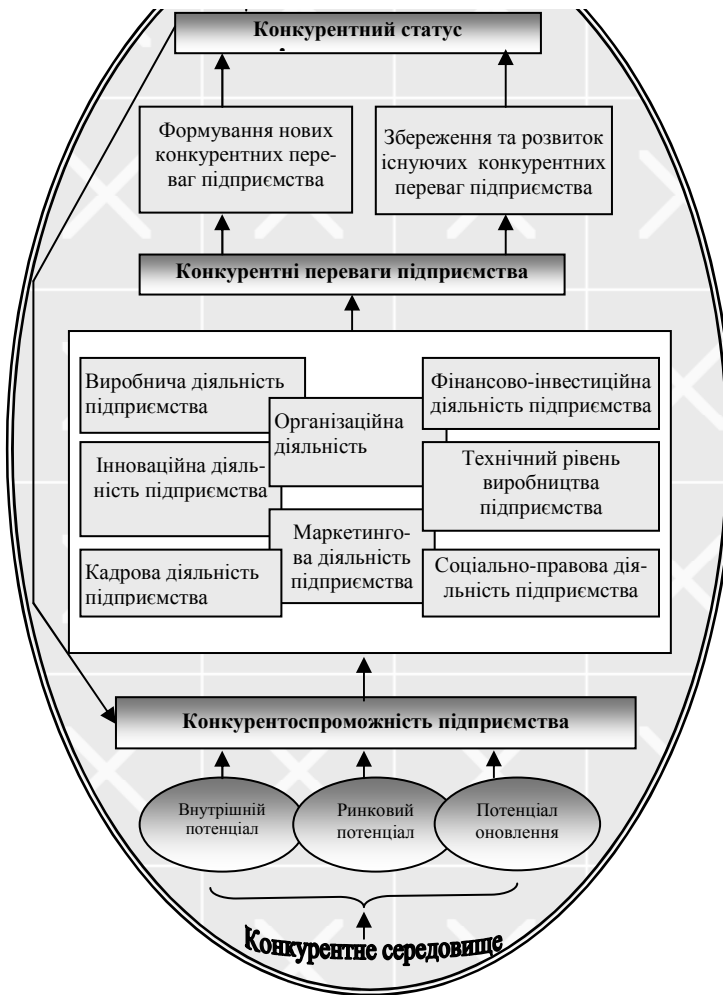 Конкурентний статус
Формування нових
конкурентних пере-
ваг підприємства
Збереження та розвиток
існуючих конкурентних
переваг підприємства
Конкурентні переваги підприємства
Виробнича діяльність
підприємства
Організаційна
діяльність
Фінансово-інвестиційна
діяльність підприємства
Інноваційна діяль-
ність підприємства
Технічний рівень
виробництва
підприємства
Маркетинго-
ва діяльність
підприємства
Кадрова діяльність
підприємства
Соціально-правова дія-
льність підприємства
Конкурентоспроможність підприємства
Внутрішній
потенціал
Ринковий
потенціал
Потенціал
оновлення
Конкурентне середовище